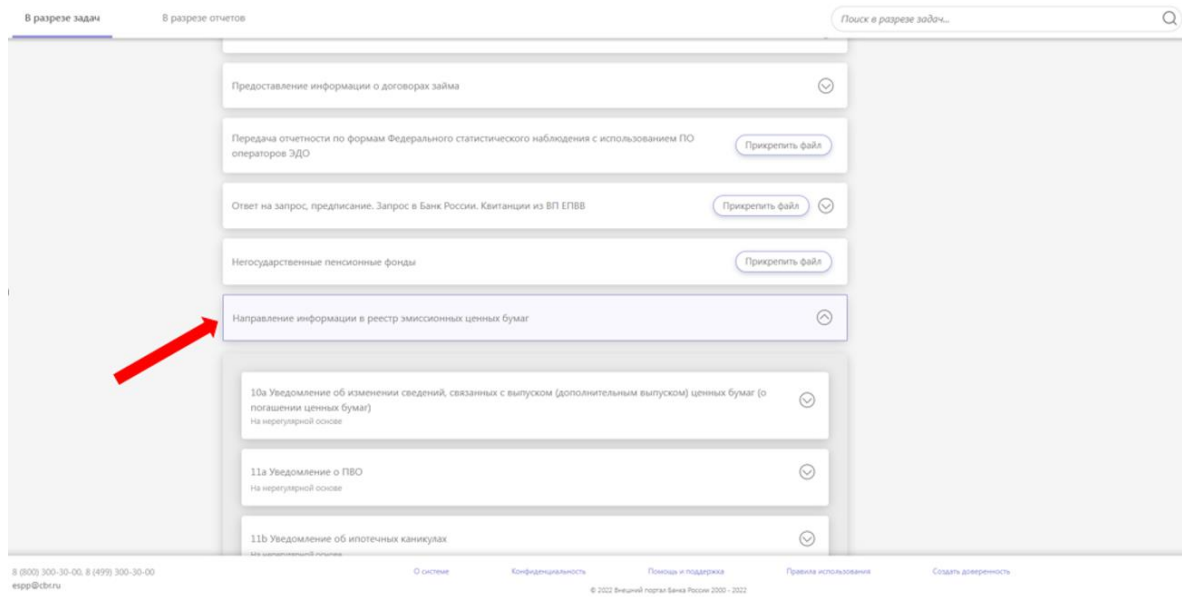 В разрезе задач
В разрезе отчетов
Поиск в разрезе задач...
Предоставление информации о договорах займа
Передача отчетности по формам Федерального статистического наблюдения с использованием ПО
операторов ЭДО
Прикрепить файл
Ответ на запрос, предписание. Запрос в Банк России. Квитанции из ВП ЕПВВ
Прикрепить файл
Негосударственные пенсионные фонды
Прикрепить файл
Направление информации в реестр эмиссионных ценных бумаг
10a Уведомление об изменении сведений, связанных с выпуском (дополнительным выпуском) ценных бумаг (о
погашении ценных бумаг)
На нерегулярной основе
11a Уведомление о ПВО
На нерегулярной основе
11b Уведомление об ипотечных каникулах
На нерегулярной основе
8 (800) 300-30-00, 8 (499) 300-30-00
espp@cbr.ru
О системе
Конфиденциальность
Помощь и поддержка
Правила использования
Создать доверенность
© 2022 Внешний портал Банка России 2000 - 2022